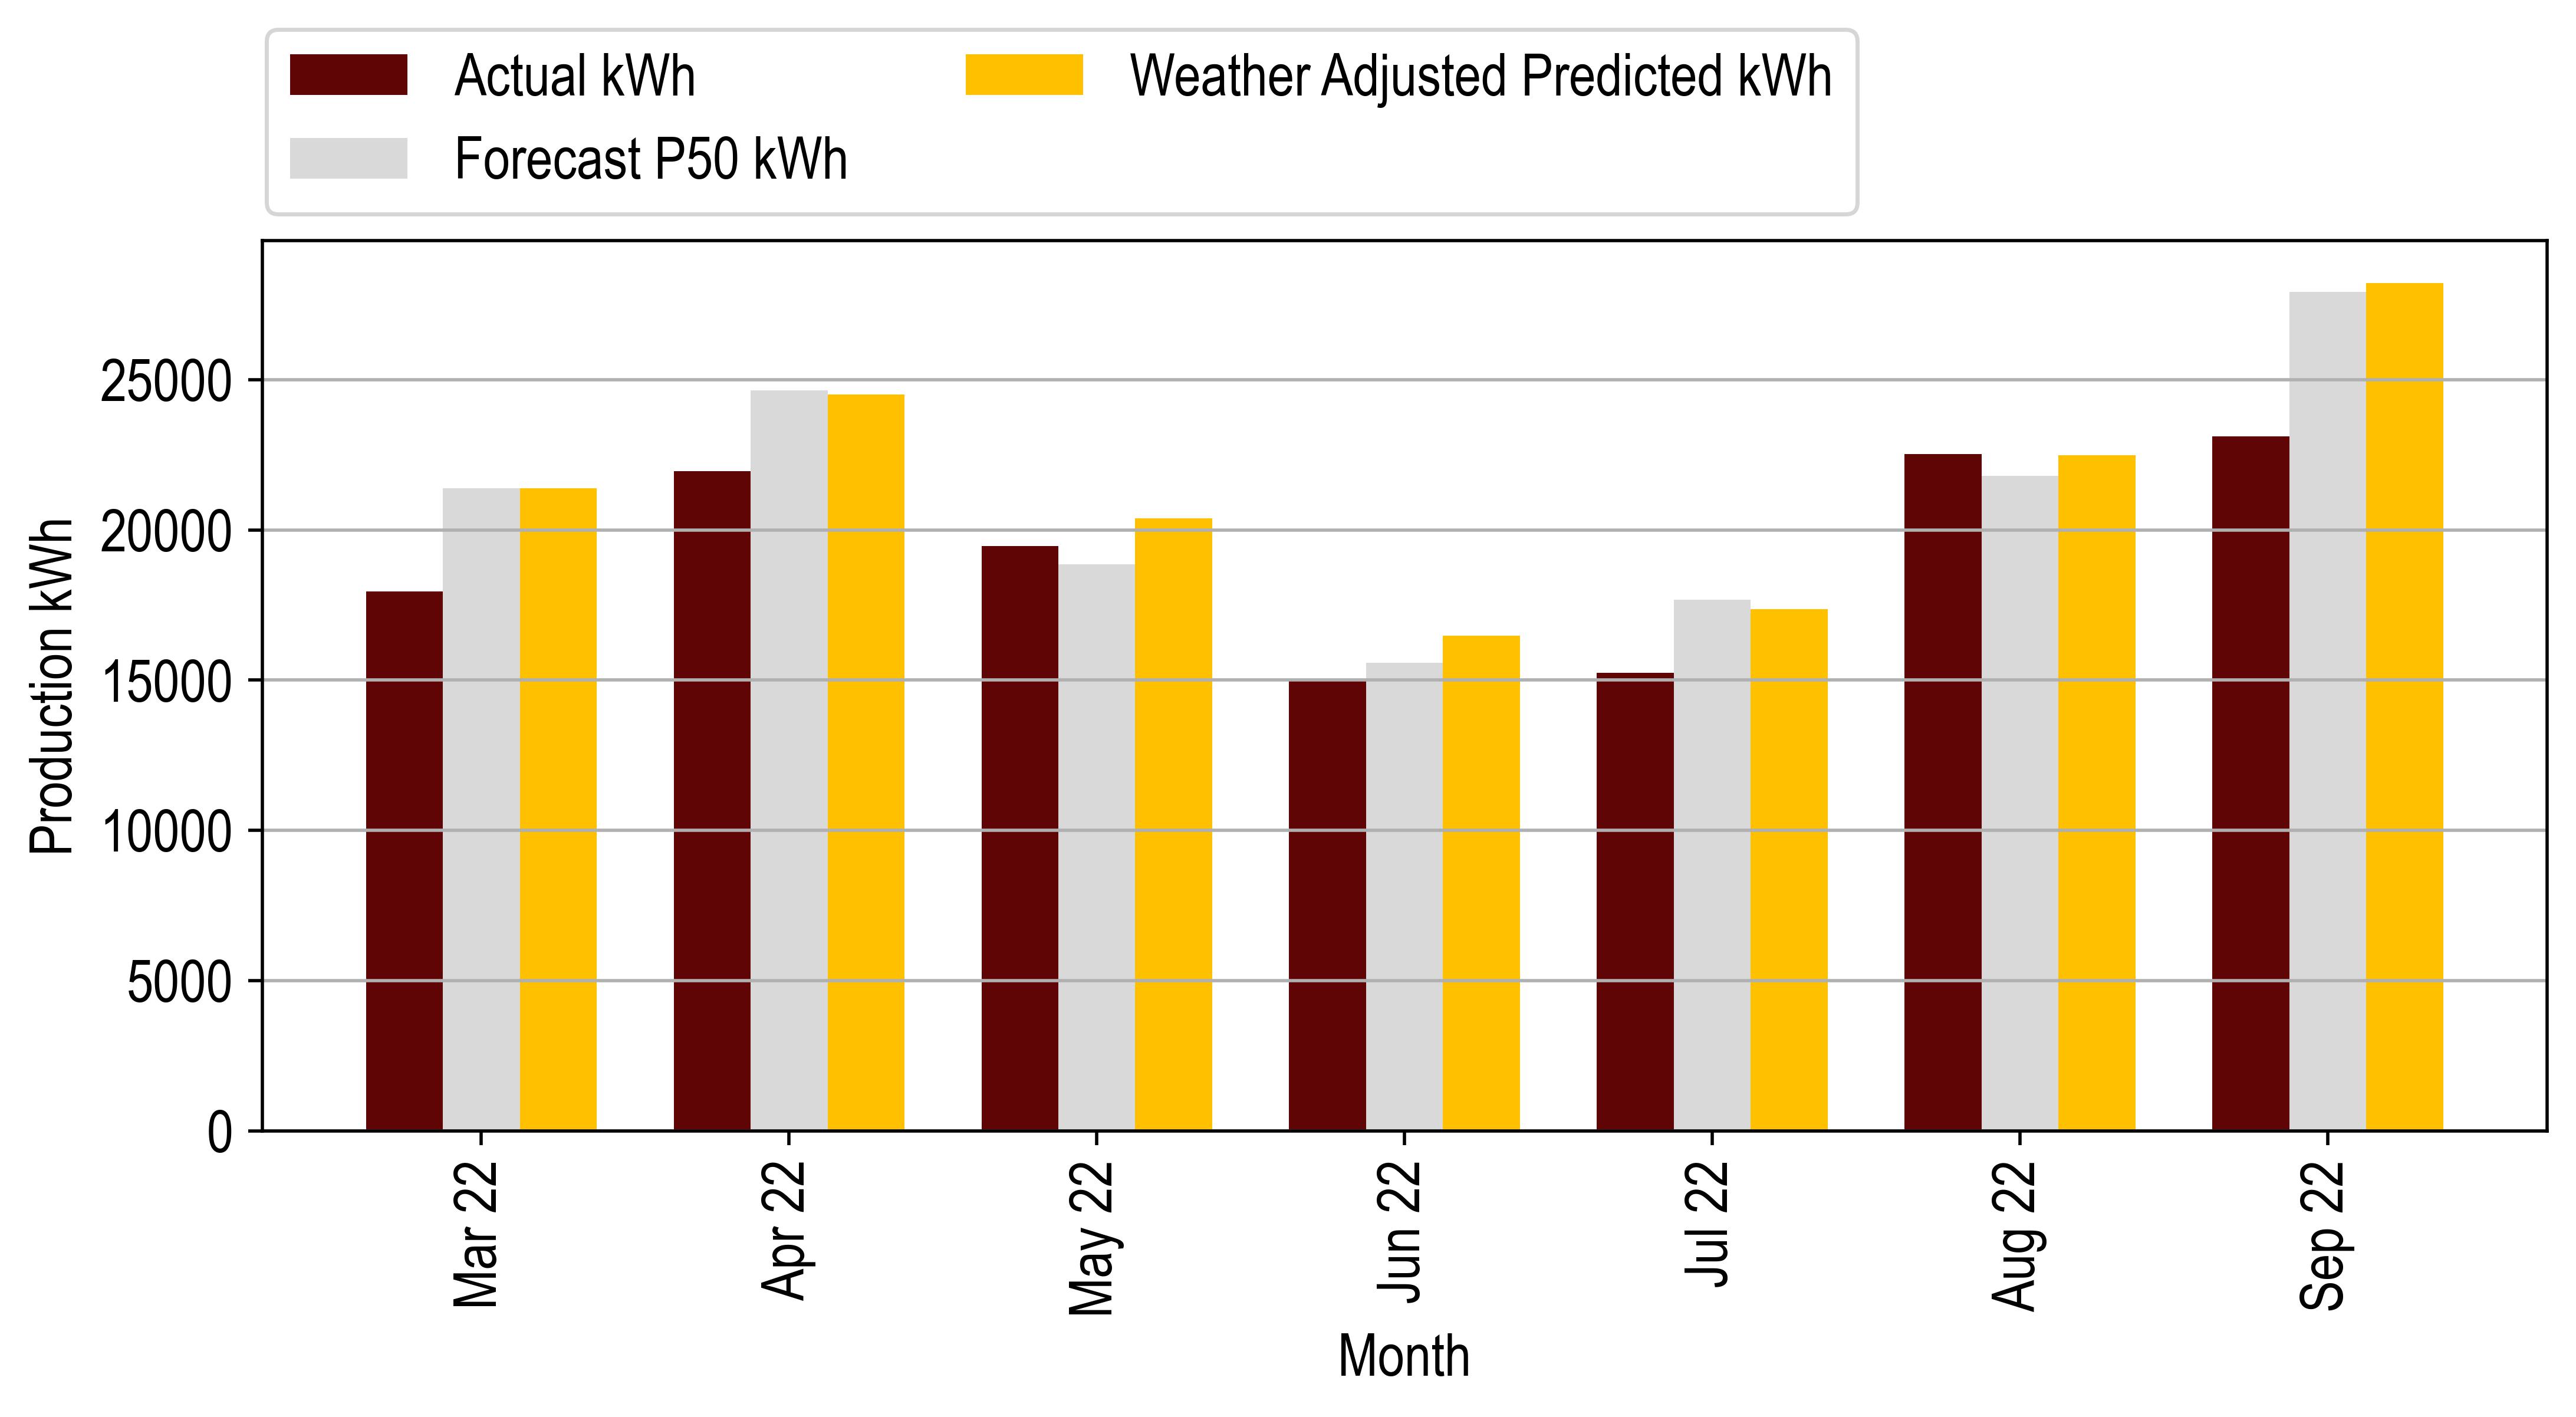 Actual kWh
Forecast P50 kWh
Weather Adjusted Predicted kWh
Production kWh
25000
20000
15000
10000
5000
0
Mar 22
Apr 22
May 22
Jun 22
Jul 22
Aug 22
Sep 22
Month